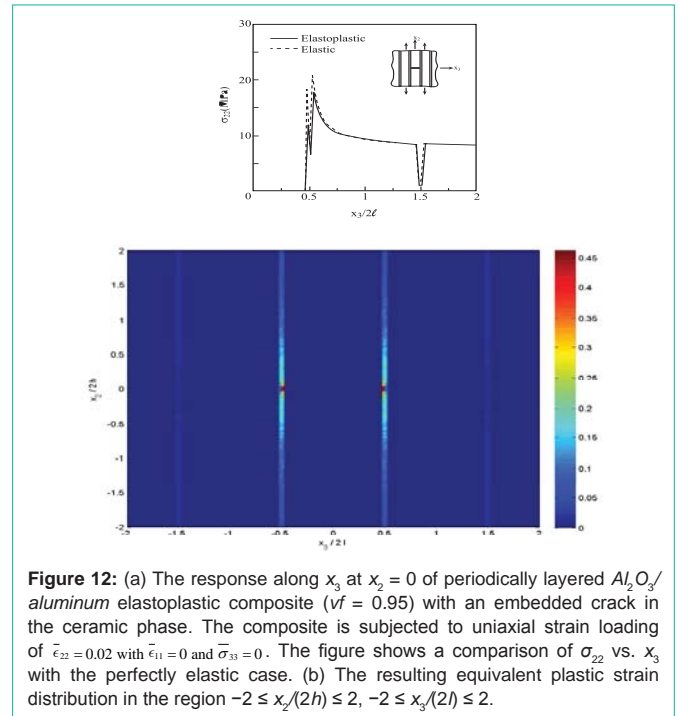 30
Elastoplastic
Elastic
x₂
x₃
20
10
0
0
0.5
1
1.5
2
x₃/2ℓ
2
1.5
1
0.5
0
-0.5
-1
-1.5
-2
x₂/2h
-2
-1.5
-1
-0.5
0
0.5
1
1.5
2
x₃/2l
0.45
0.4
0.35
0.3
0.25
0.2
0.15
0.1
0.05
0
Figure 12: (a) The response along x₃ at x₂ = 0 of periodically layered Al₂O₃/
aluminum elastoplastic composite (vf = 0.95) with an embedded crack in
the ceramic phase. The composite is subjected to uniaxial strain loading
of ϵ̄₂₂ = 0.02 with ϵ̄₁₁ = 0 and σ̄₃₃ = 0. The figure shows a comparison of σ₂₂ vs. x₃
with the perfectly elastic case. (b) The resulting equivalent plastic strain
distribution in the region −2 ≤ x₂/(2h) ≤ 2, −2 ≤ x₃/(2l) ≤ 2.